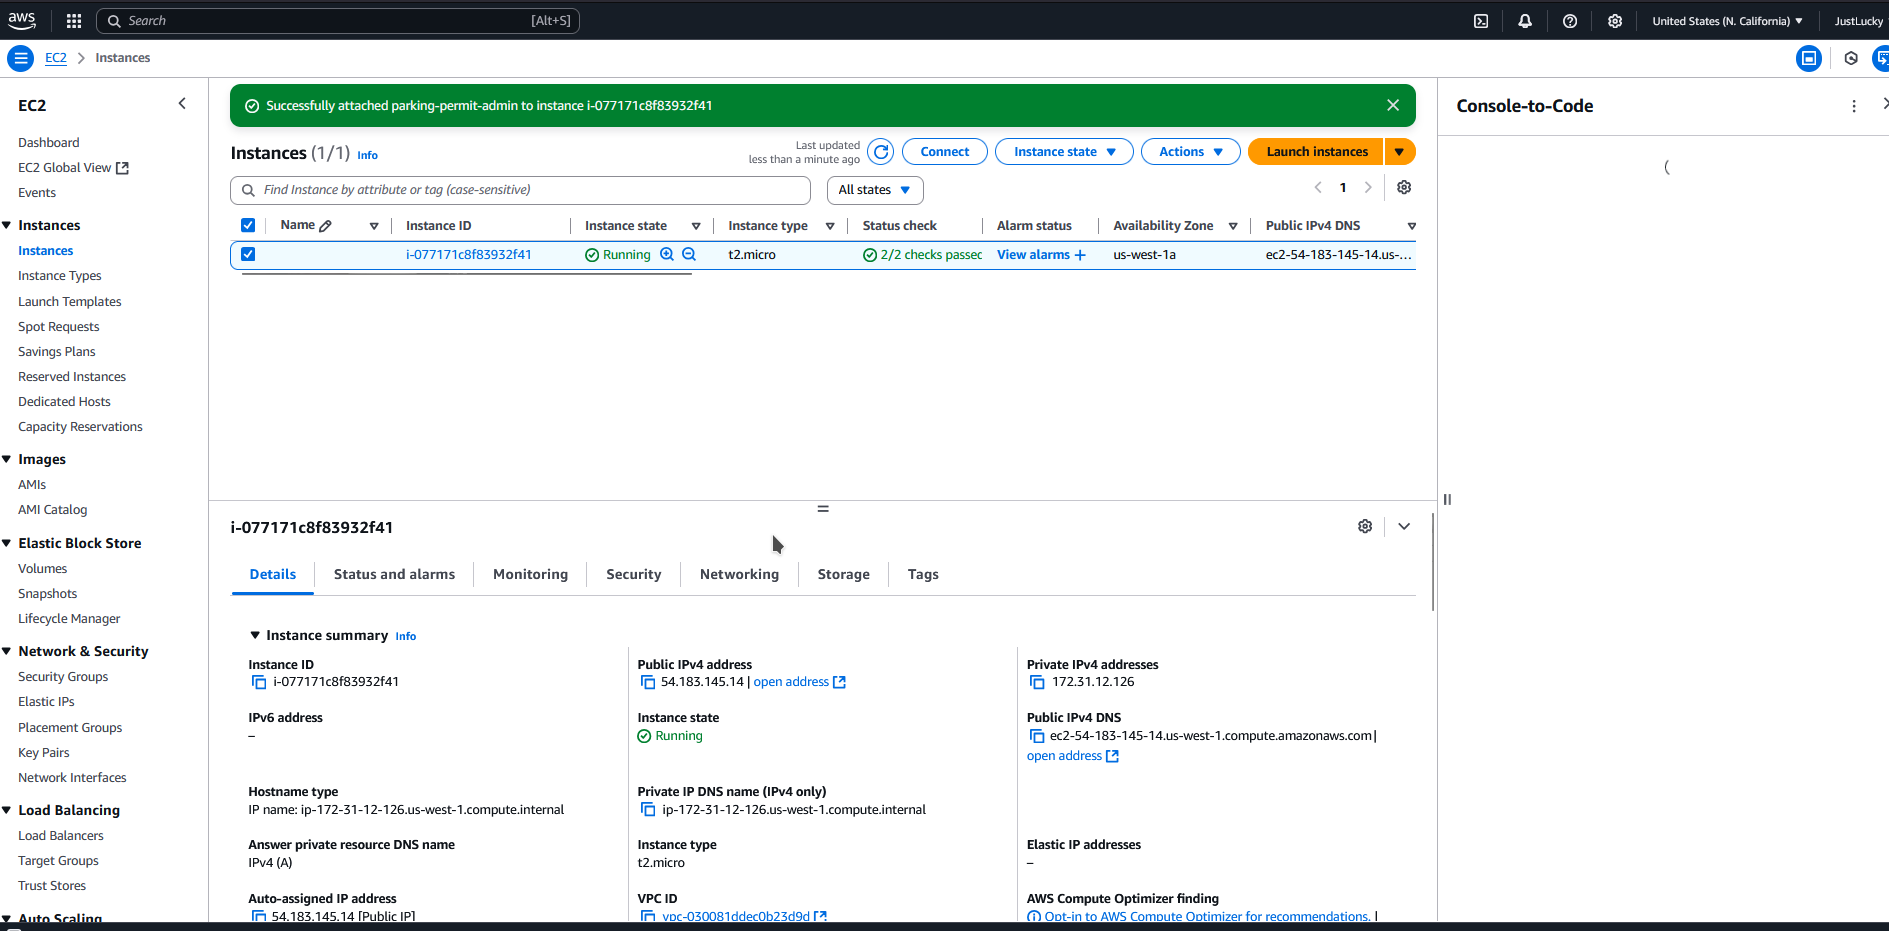 aws
Search [Alt+S]
United States (N. California)
JustLucky
EC2 Instances
EC2
Dashboard
EC2 Global View
Events
Instances
Instances
Instance Types
Launch Templates
Spot Requests
Savings Plans
Reserved Instances
Dedicated Hosts
Capacity Reservations
Images
AMIs
AMI Catalog
Elastic Block Store
Volumes
Snapshots
Lifecycle Manager
Network & Security
Security Groups
Elastic IPs
Placement Groups
Key Pairs
Network Interfaces
Load Balancing
Load Balancers
Target Groups
Trust Stores
Auto Scaling
Successfully attached parking-permit-admin to instance i-077171c8f83932f41
Instances (1/1) Info
Last updated
less than a minute ago
Connect
Instance state
Actions
Launch instances
Find Instance by attribute or tag (case-sensitive)
All states
1
Name Instance ID Instance state Instance type Status check Alarm status Availability Zone Public IPv4 DNS
i-077171c8f83932f41 Running t2.micro 2/2 checks passec View alarms + us-west-1a ec2-54-183-145-14.us-...
i-077171c8f83932f41
Details Status and alarms Monitoring Security Networking Storage Tags
Instance summary Info
Instance ID
i-077171c8f83932f41
Public IPv4 address
54.183.145.14 | open address
Private IPv4 addresses
172.31.12.126
IPv6 address
–
Instance state
Running
Public IPv4 DNS
ec2-54-183-145-14.us-west-1.compute.amazonaws.com |
open address
Hostname type
IP name: ip-172-31-12-126.us-west-1.compute.internal
Private IP DNS name (IPv4 only)
ip-172-31-12-126.us-west-1.compute.internal
Answer private resource DNS name
IPv4 (A)
Instance type
t2.micro
Elastic IP addresses
–
Auto-assigned IP address
54.183.145.14 [Public IP]
VPC ID
vpc-030081ddec0b23d9d
AWS Compute Optimizer finding
Opt-in to AWS Compute Optimizer for recommendations. |
Console-to-Code